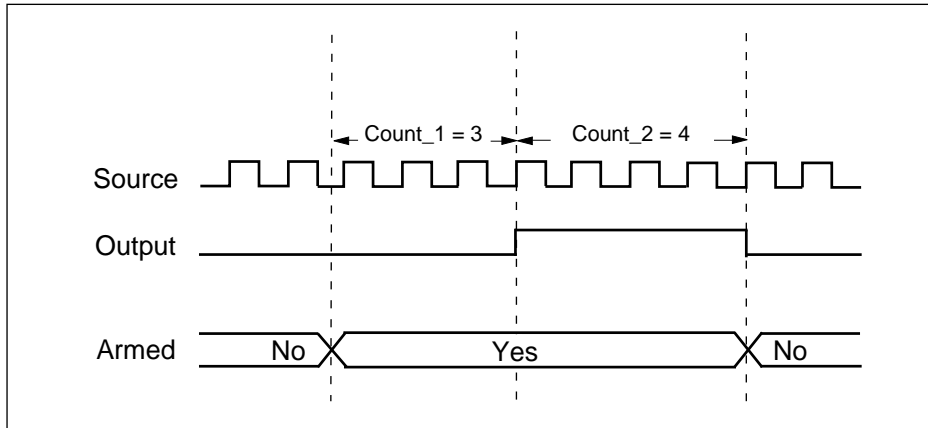 Count_1 = 3 Count_2 = 4
Source
Output
Armed No Yes No